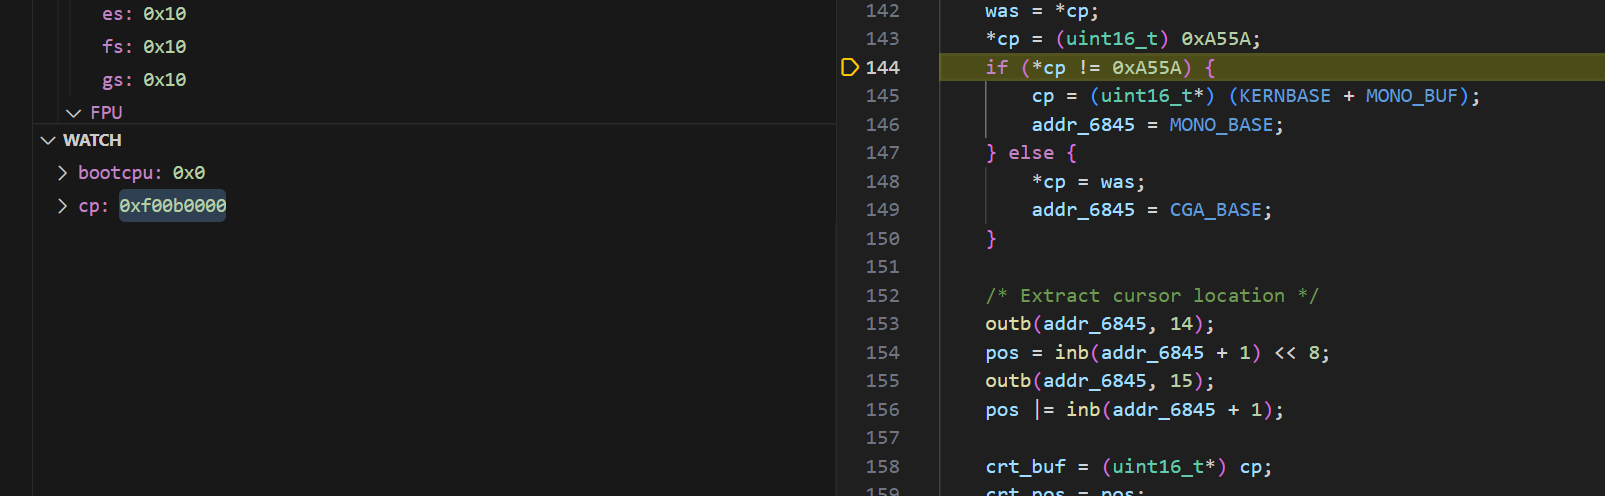 es: 0x10
fs: 0x10
gs: 0x10
FPU
WATCH
bootcpu: 0x0
cp: 0xf00b0000
142 was = *cp;
143 *cp = (uint16_t) 0xA55A;
144 if (*cp != 0xA55A) {
145 cp = (uint16_t*) (KERNBASE + MONO_BUF);
146 addr_6845 = MONO_BASE;
147 } else {
148 *cp = was;
149 addr_6845 = CGA_BASE;
150 }
151
152 /* Extract cursor location */
153 outb(addr_6845, 14);
154 pos = inb(addr_6845 + 1) << 8;
155 outb(addr_6845, 15);
156 pos |= inb(addr_6845 + 1);
157
158 crt_buf = (uint16_t*) cp;
159 crt_pos = pos;